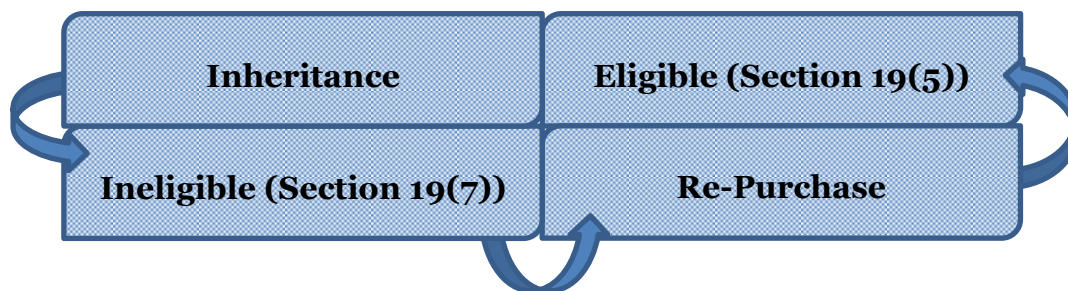 Inheritance
Eligible (Section 19(5))
Ineligible (Section 19(7))
Re-Purchase